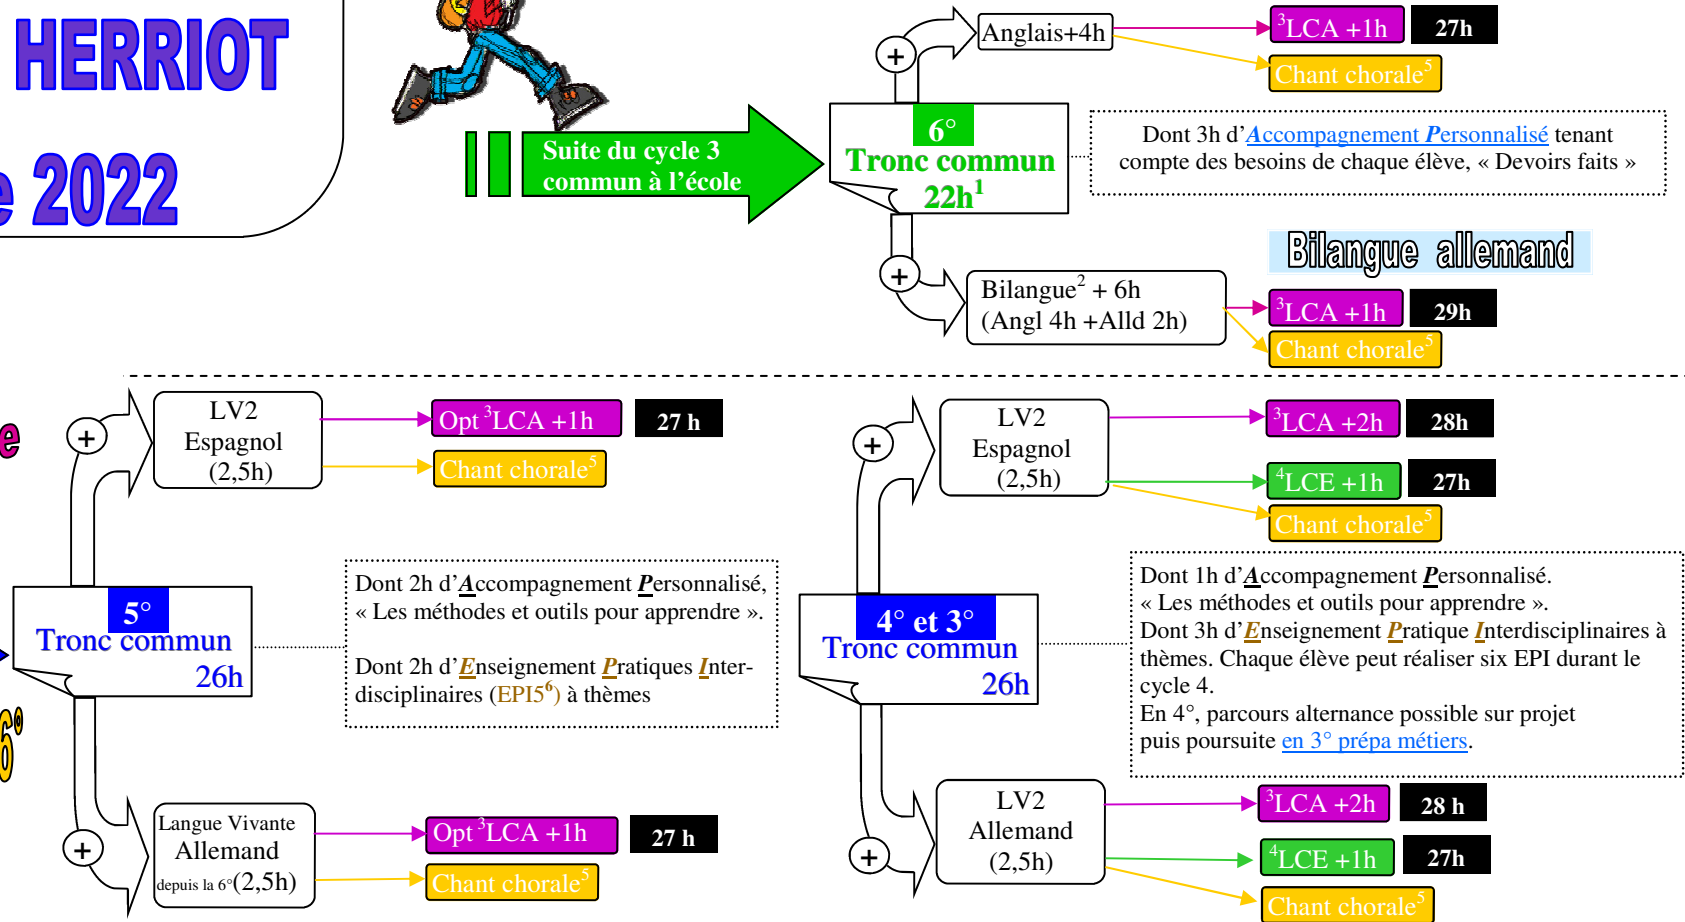 HERRIOT
2022
Suite du cycle 3
commun à l'école
Anglais+4h
³LCA +1h
27h
Chant chorale⁵
6°
Tronc commun
22h¹
Dont 3h d'Accompagnement Personnalisé tenant
compte des besoins de chaque élève, « Devoirs faits »
Bilangue allemand
Bilangue² + 6h
(Angl 4h +Alld 2h)
³LCA +1h
29h
Chant chorale⁵
LV2
Espagnol
(2,5h)
Opt ³LCA +1h
27 h
Chant chorale⁵
5°
Tronc commun
26h
Dont 2h d'Accompagnement Personnalisé,
« Les méthodes et outils pour apprendre ».
Dont 2h d'Enseignement Pratiques Inter-
disciplinaires (EPI5⁶) à thèmes
6°
Langue Vivante
Allemand
depuis la 6°(2,5h)
Opt ³LCA +1h
27 h
Chant chorale⁵
LV2
Espagnol
(2,5h)
³LCA +2h
28h
⁴LCE +1h
27h
Chant chorale⁵
4° et 3°
Tronc commun
26h
Dont 1h d'Accompagnement Personnalisé.
« Les méthodes et outils pour apprendre ».
Dont 3h d'Enseignement Pratique Interdisciplinaires à
thèmes. Chaque élève peut réaliser six EPI durant le
cycle 4.
En 4°, parcours alternance possible sur projet
puis poursuite en 3° prépa métiers.
LV2
Allemand
(2,5h)
³LCA +2h
28 h
⁴LCE +1h
27h
Chant chorale⁵